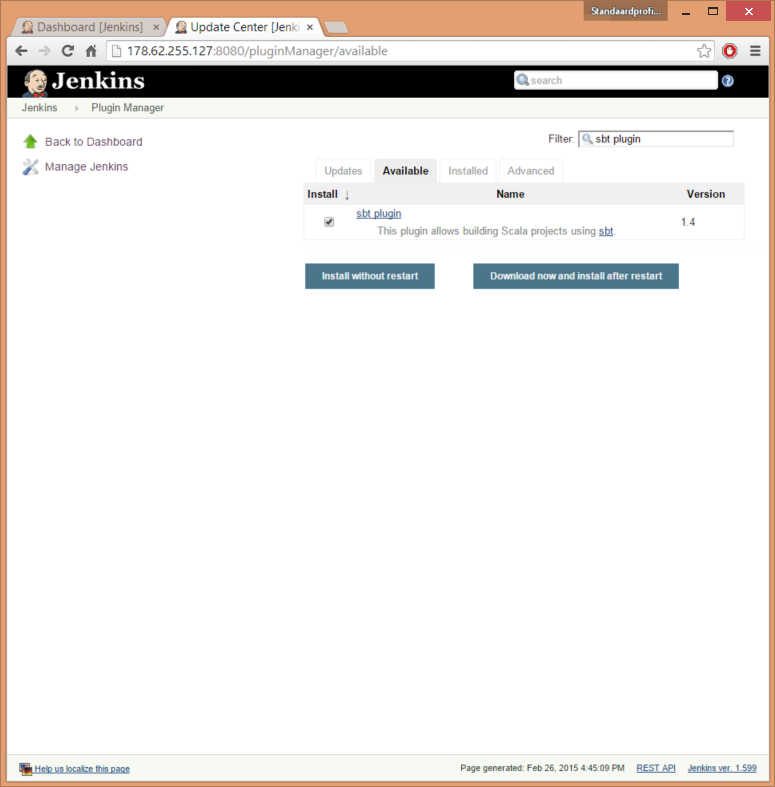 Standaardprofi...
Dashboard [Jenkins]
Update Center [Jenki
178.62.255.127:8080/pluginManager/available
Jenkins
search
Jenkins
Plugin Manager
Back to Dashboard
Manage Jenkins
Filter: sbt plugin
Updates Available Installed Advanced
Install ↓ Name Version
sbt plugin
This plugin allows building Scala projects using sbt.
1.4
Install without restart
Download now and install after restart
Help us localize this page
Page generated: Feb 26, 2015 4:45:09 PM REST API Jenkins ver. 1.599